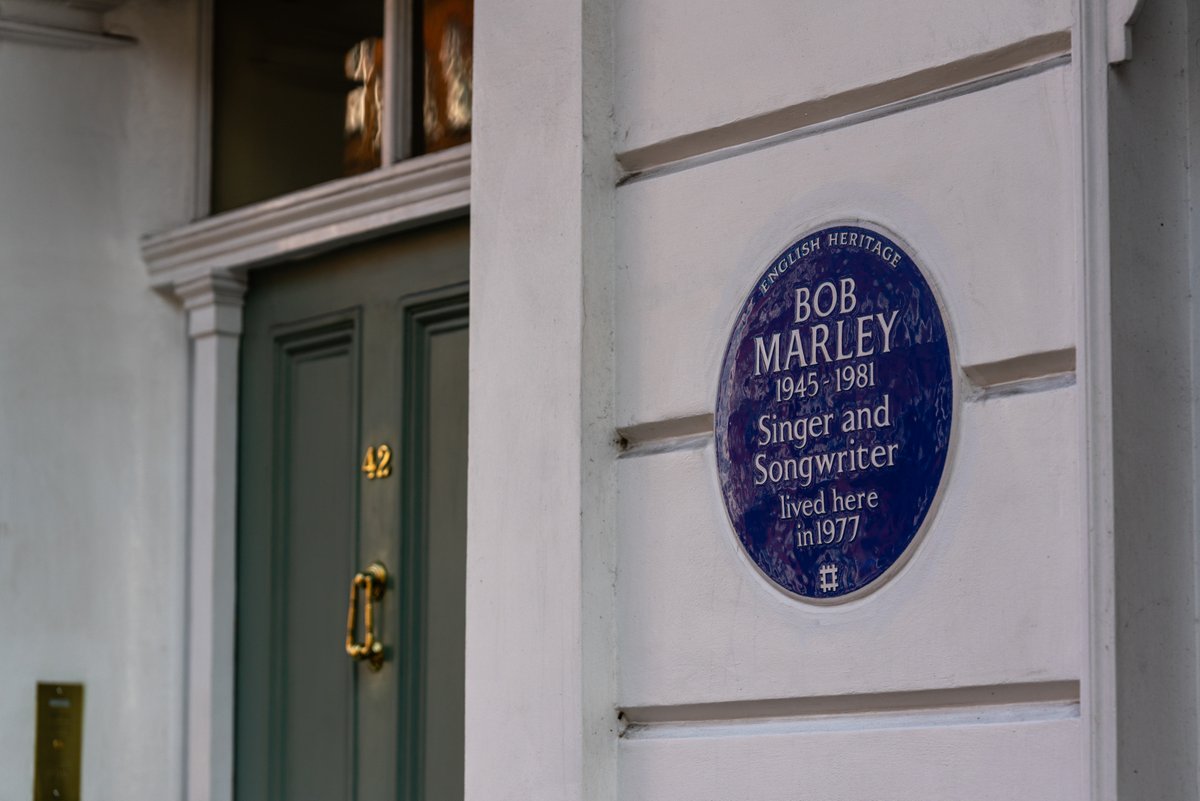 42
ENGLISH HERITAGE
BOB
MARLEY
1945-1981
Singer and
Songwriter
lived here
in 1977